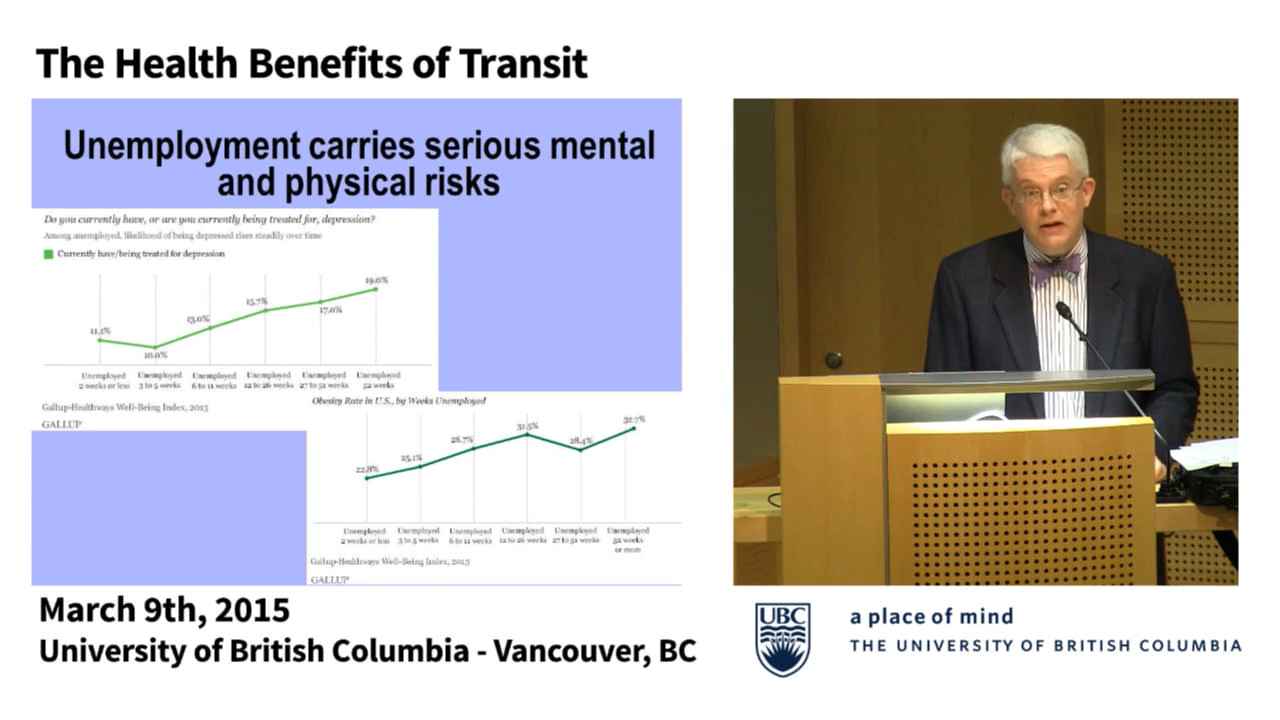 The Health Benefits of Transit
Unemployment carries serious mental
and physical risks
Do you currently have, or are you currently being treated for, depression?
Among unemployed, likelihood of being depressed rises steadily over time
Currently have/being treated for depression
11.1%
10.0%
13.0%
15.7%
17.0%
19.0%
Unemployed Unemployed Unemployed Unemployed Unemployed Unemployed
2 weeks or less 3 to 5 weeks 6 to 11 weeks 12 to 26 weeks 27 to 51 weeks 52 weeks
Gallup-Healthways Well-Being Index, 2013
GALLUP
Obesity Rate in U.S., by Weeks Unemployed
22.8%
25.1%
28.7%
31.5%
28.4%
32.7%
Unemployed Unemployed Unemployed Unemployed Unemployed Unemployed
2 weeks or less 3 to 5 weeks 6 to 11 weeks 12 to 26 weeks 27 to 51 weeks 52 weeks
or more
Gallup-Healthways Well-Being Index, 2013
GALLUP
March 9th, 2015
University of British Columbia - Vancouver, BC
UBC
a place of mind
THE UNIVERSITY OF BRITISH COLUMBIA